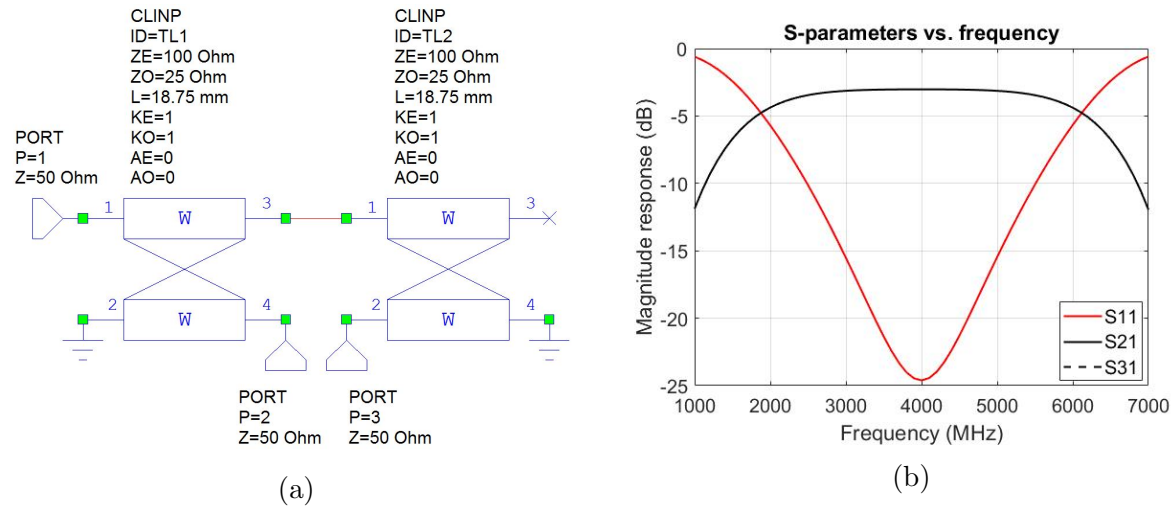 CLINP
ID=TL1
ZE=100 Ohm
ZO=25 Ohm
L=18.75 mm
KE=1
KO=1
AE=0
AO=0
CLINP
ID=TL2
ZE=100 Ohm
ZO=25 Ohm
L=18.75 mm
KE=1
KO=1
AE=0
AO=0
PORT
P=1
Z=50 Ohm
1
W
3
1
W
3
2
W
4
2
W
4
PORT
P=2
Z=50 Ohm
PORT
P=3
Z=50 Ohm
(a)
S-parameters vs. frequency
Magnitude response (dB)
0
-5
-10
-15
-20
-25
S11
S21
S31
1000 2000 3000 4000 5000 6000 7000
Frequency (MHz)
(b)